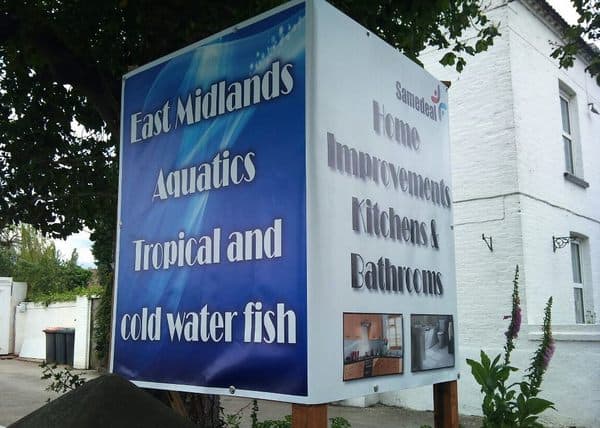 East Midlands
Aquatics
Tropical and
cold water fish
Samedeal
Home
Improvements
Kitchens &
Bathrooms